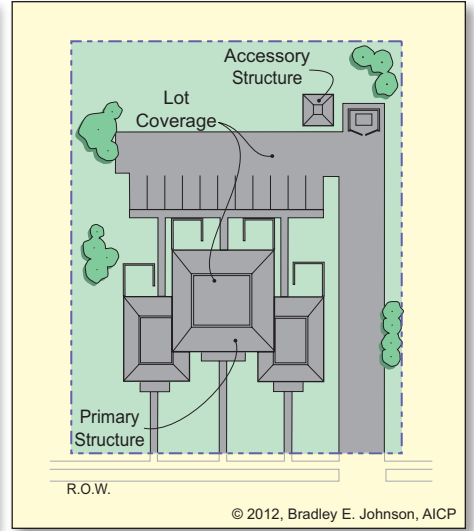 Accessory
Structure
Lot
Coverage
Primary
Structure
R.O.W.
© 2012, Bradley E. Johnson, AICP